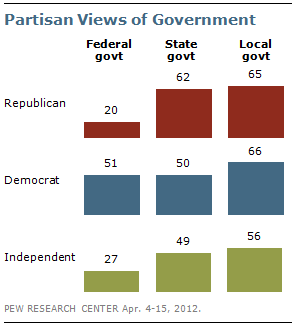 Partisan Views of Government
Federal govt State govt Local govt
Republican 20 62 65
Democrat 51 50 66
Independent 27 49 56
PEW RESEARCH CENTER Apr. 4-15, 2012.